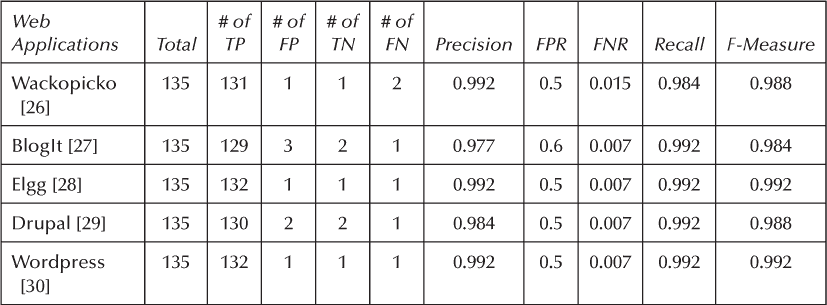 Web Applications Total # of TP # of FP # of TN # of FN Precision FPR FNR Recall F-Measure
Wackopicko [26] 135 131 1 1 2 0.992 0.5 0.015 0.984 0.988
BlogIt [27] 135 129 3 2 1 0.977 0.6 0.007 0.992 0.984
Elgg [28] 135 132 1 1 1 0.992 0.5 0.007 0.992 0.992
Drupal [29] 135 130 2 2 1 0.984 0.5 0.007 0.992 0.988
Wordpress [30] 135 132 1 1 1 0.992 0.5 0.007 0.992 0.992